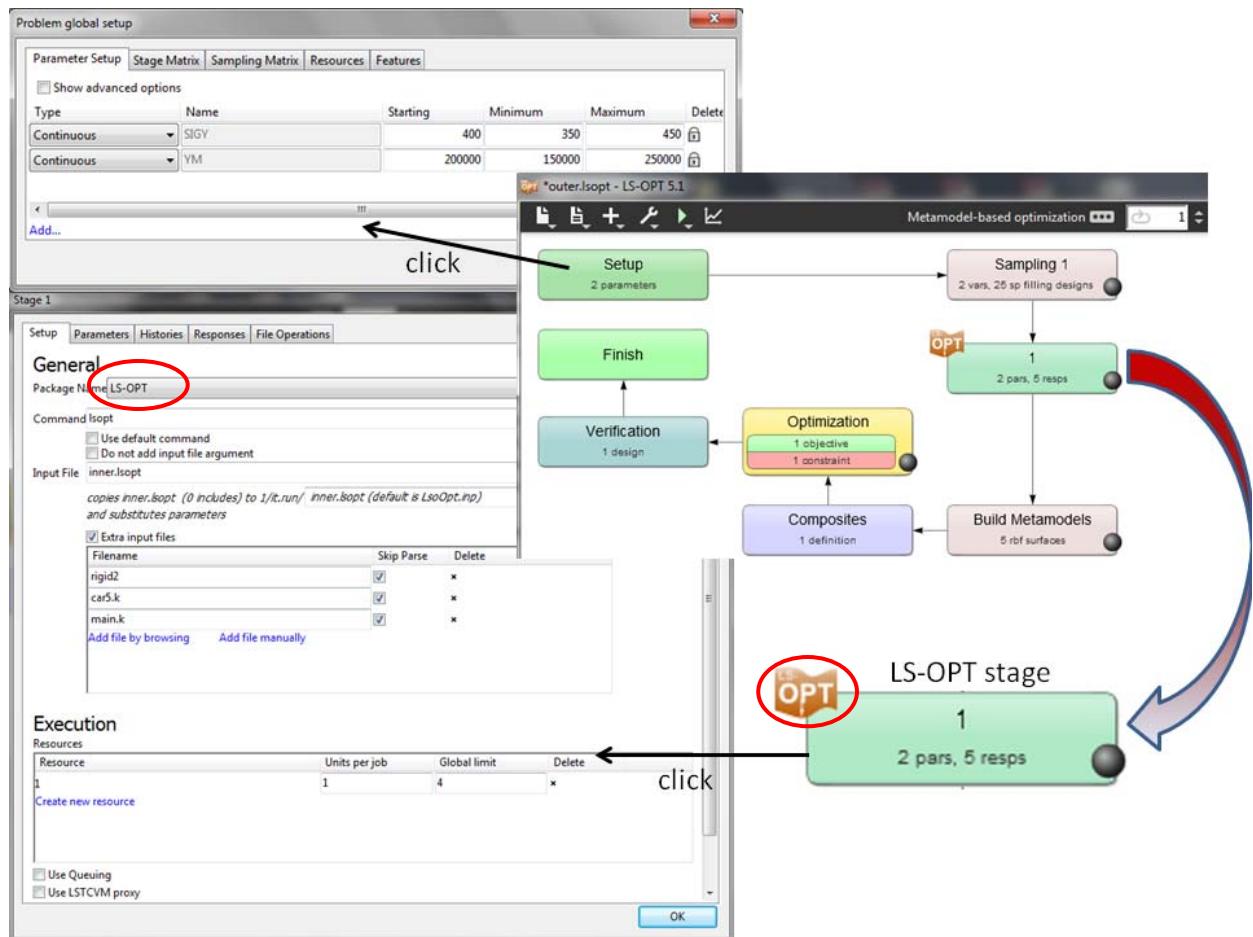 Problem global setup
Parameter Setup Stage Matrix Sampling Matrix Resources Features
Show advanced options
Type Name Starting Minimum Maximum Delete
Continuous SIGY 400 350 450
Continuous YM 200000 150000 250000
Add...
click
*outer.lsopt - LS-OPT 5.1
Metamodel-based optimization 1
Setup
2 parameters
Sampling 1
2 vars, 25 sp filling designs
Finish
OPT
1
2 pars, 5 resps
Verification
1 design
Optimization
1 objective
1 constraint
Composites
1 definition
Build Metamodels
5 rbf surfaces
Stage 1
Setup Parameters Histories Responses File Operations
General
Package Name LS-OPT
Command lsopt
Use default command
Do not add input file argument
Input File inner.lsopt
copies inner.lsopt (0 includes) to 1/it.run/ inner.lsopt (default is LsoOpt.inp)
and substitutes parameters
Extra input files
Filename Skip Parse Delete
rigid2
car5.k
main.k
Add file by browsing Add file manually
Execution
Resources
Resource Units per job Global limit Delete
1 1 4
Create new resource
Use Queuing
Use LSTCVM proxy
OK
LS-OPT stage
LS-
OPT
1
2 pars, 5 resps
click